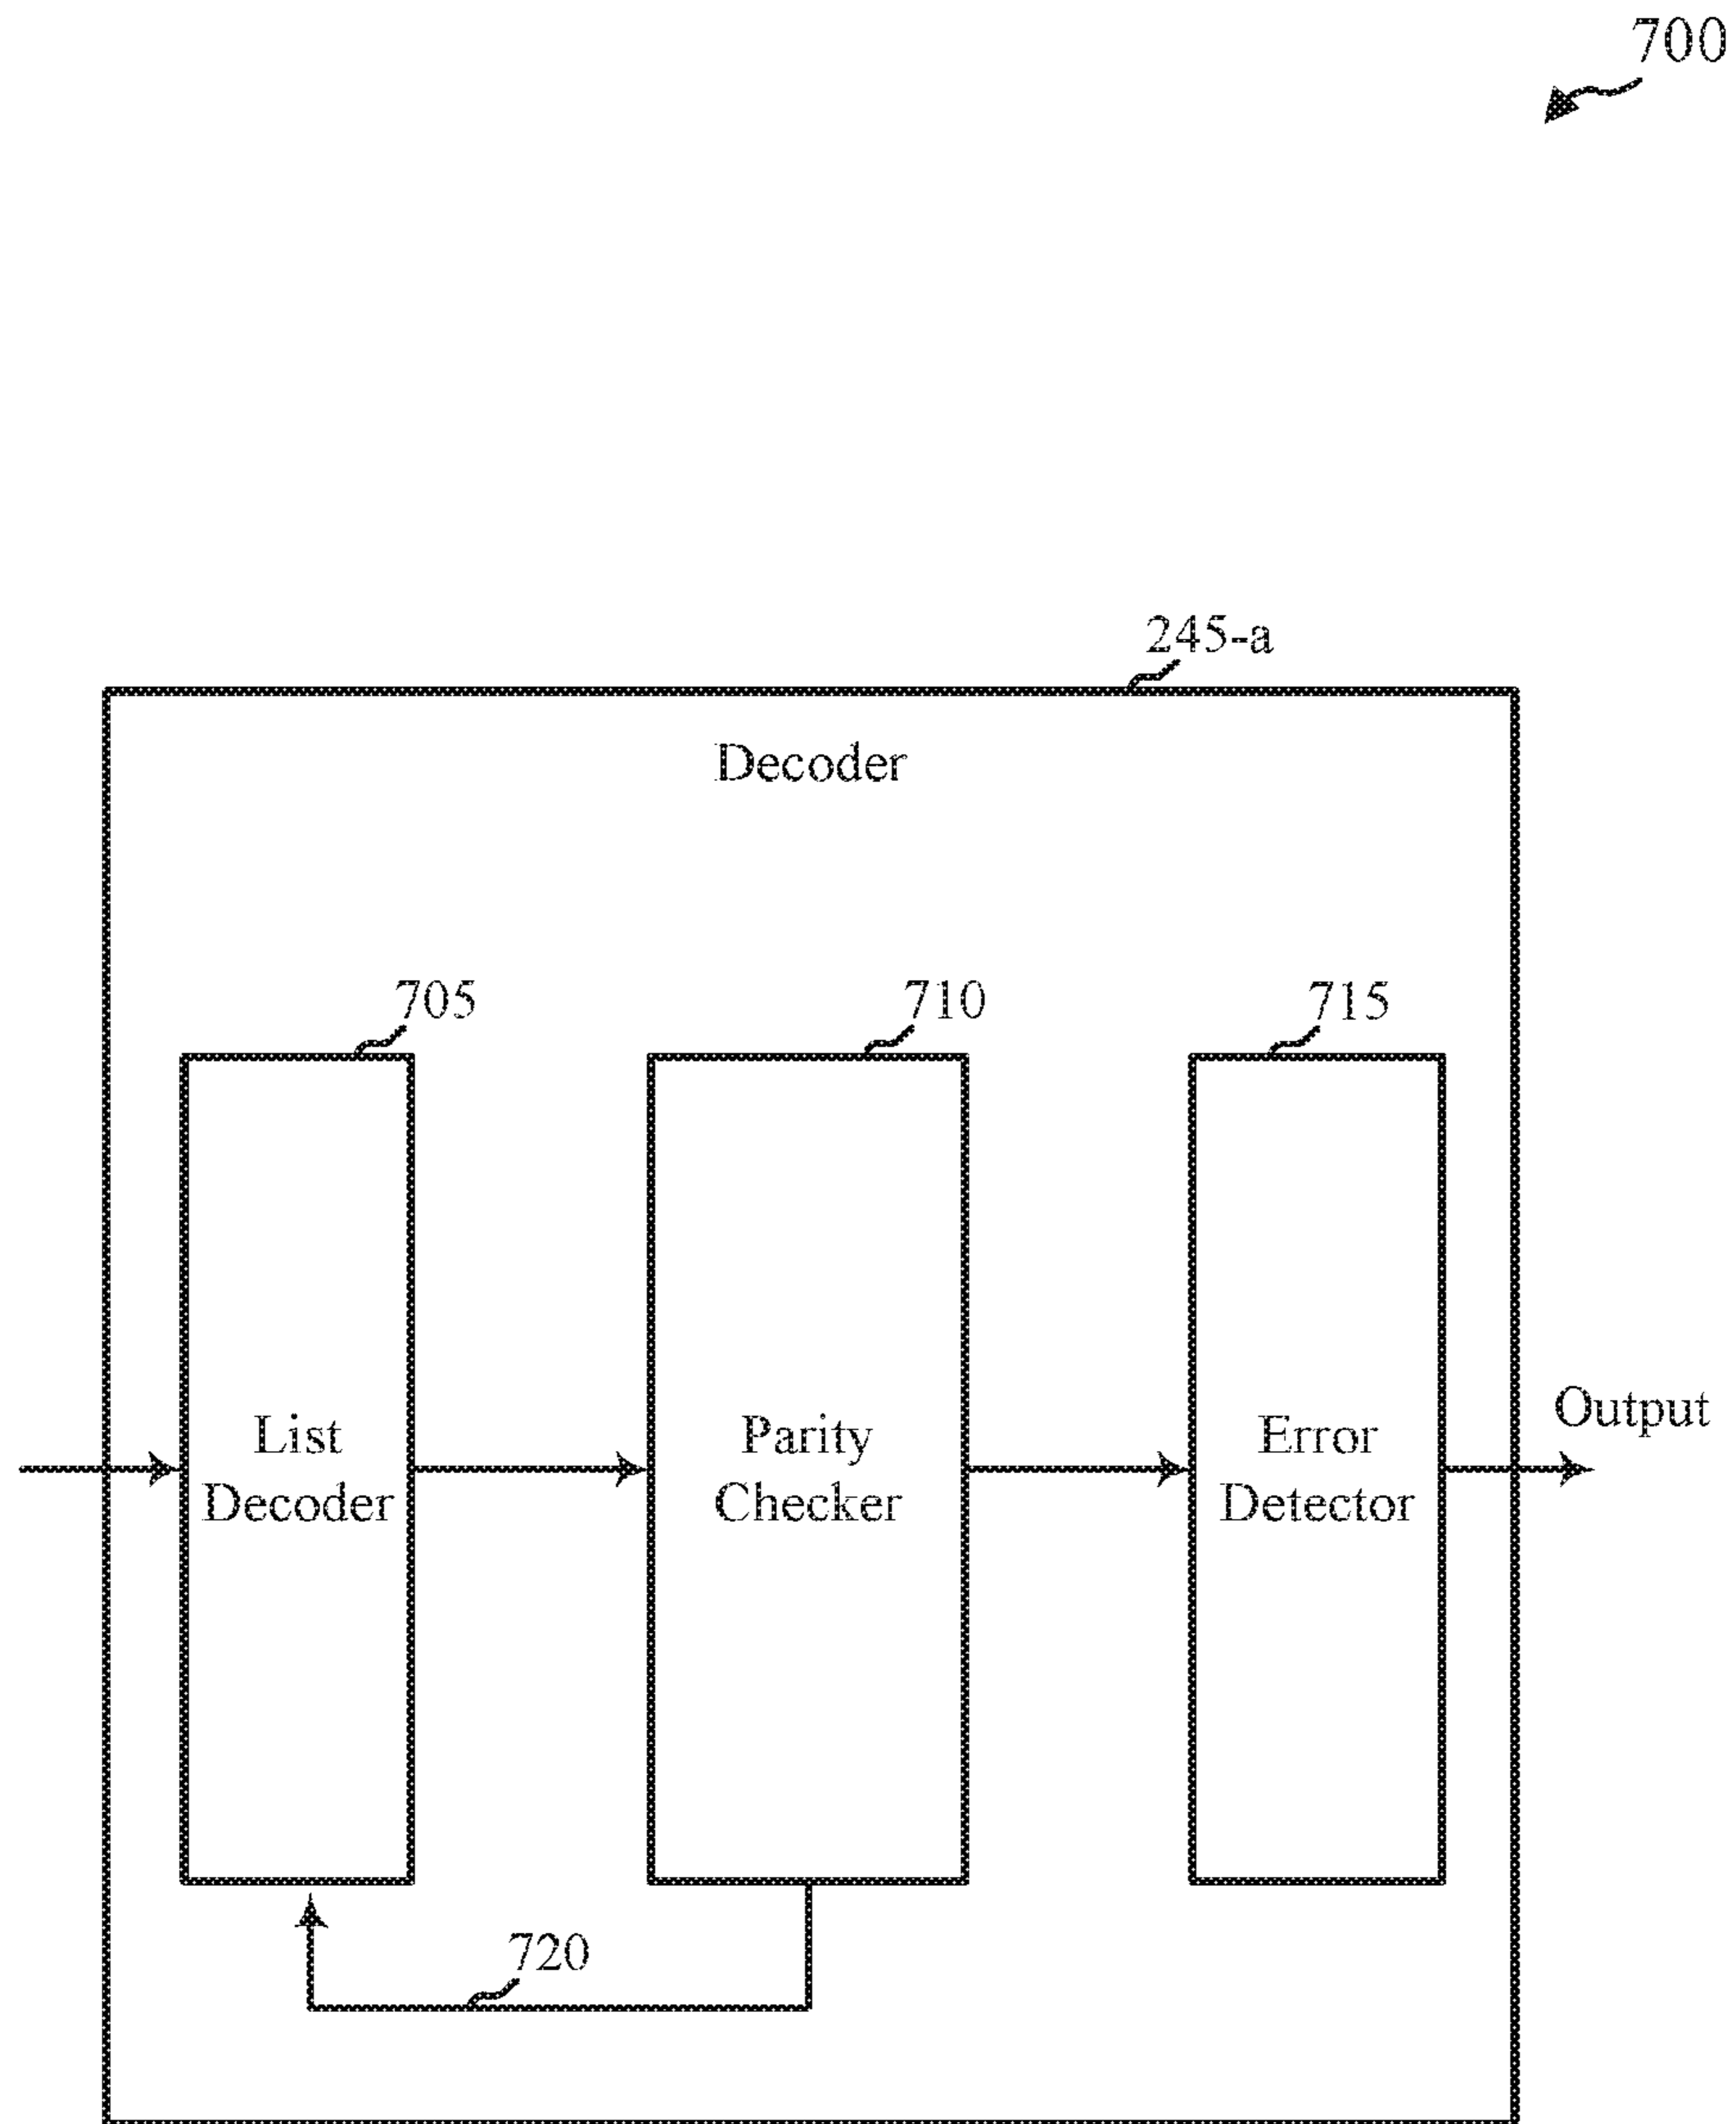 700
245-a
Decoder
705
710
715
List
Decoder
Parity
Checker
Error
Detector
Output
720